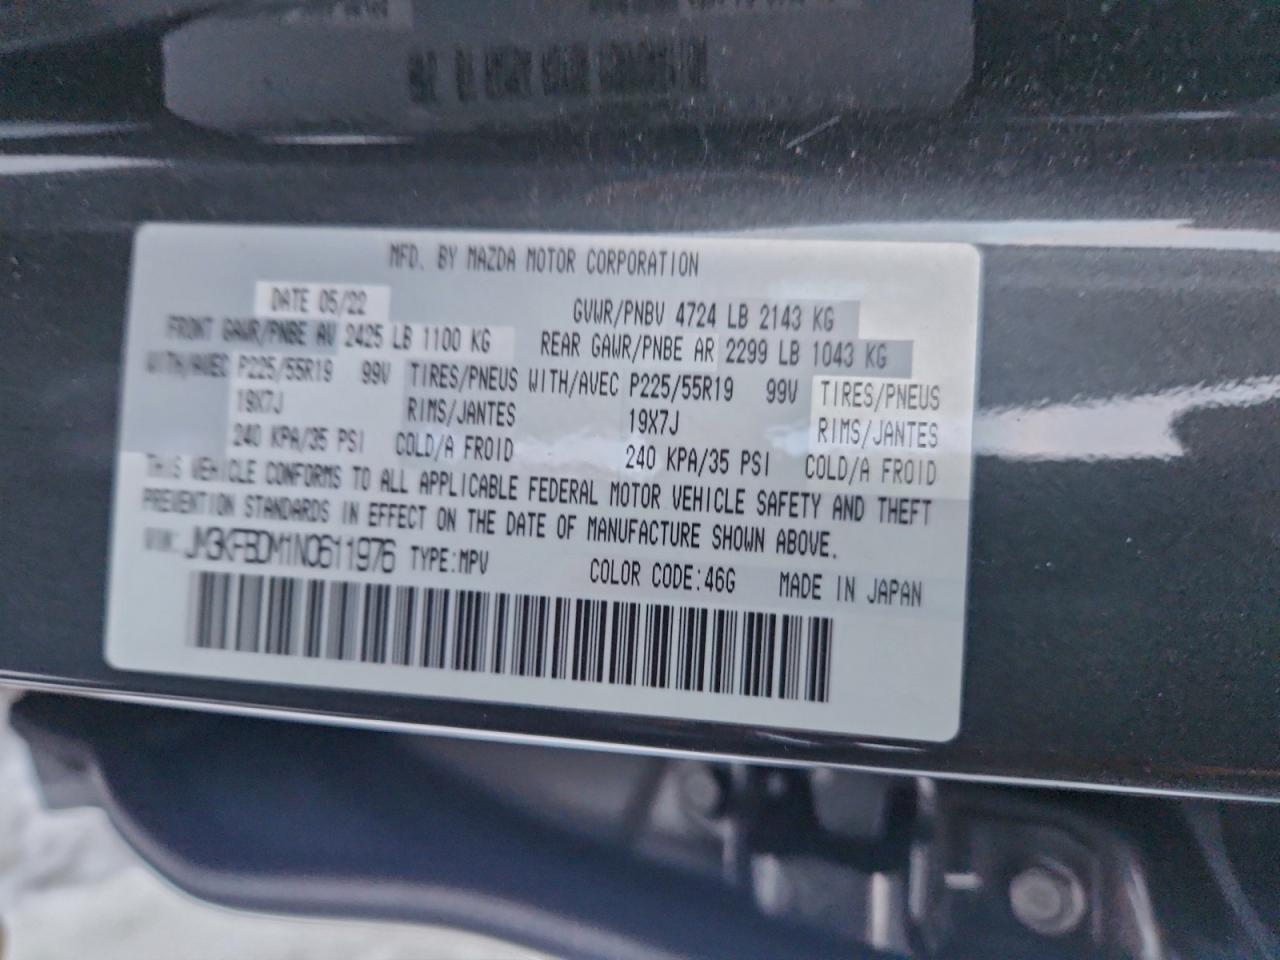 MFD. BY MAZDA MOTOR CORPORATION
DATE 05/22 GVWR/PNBV 4724 LB 2143 KG
FRONT GAWR/PNBE AV 2425 LB 1100 KG REAR GAWR/PNBE AR 2299 LB 1043 KG
WITH/AVEC P225/55R19 99V TIRES/PNEUS WITH/AVEC P225/55R19 99V TIRES/PNEUS
19X7J RIMS/JANTES 19X7J RIMS/JANTES
240 KPA/35 PSI COLD/A FROID 240 KPA/35 PSI COLD/A FROID
THIS VEHICLE CONFORMS TO ALL APPLICABLE FEDERAL MOTOR VEHICLE SAFETY AND THEFT
PREVENTION STANDARDS IN EFFECT ON THE DATE OF MANUFACTURE SHOWN ABOVE.
JM3KFBDM1N0611976 TYPE:MPV COLOR CODE:46G MADE IN JAPAN